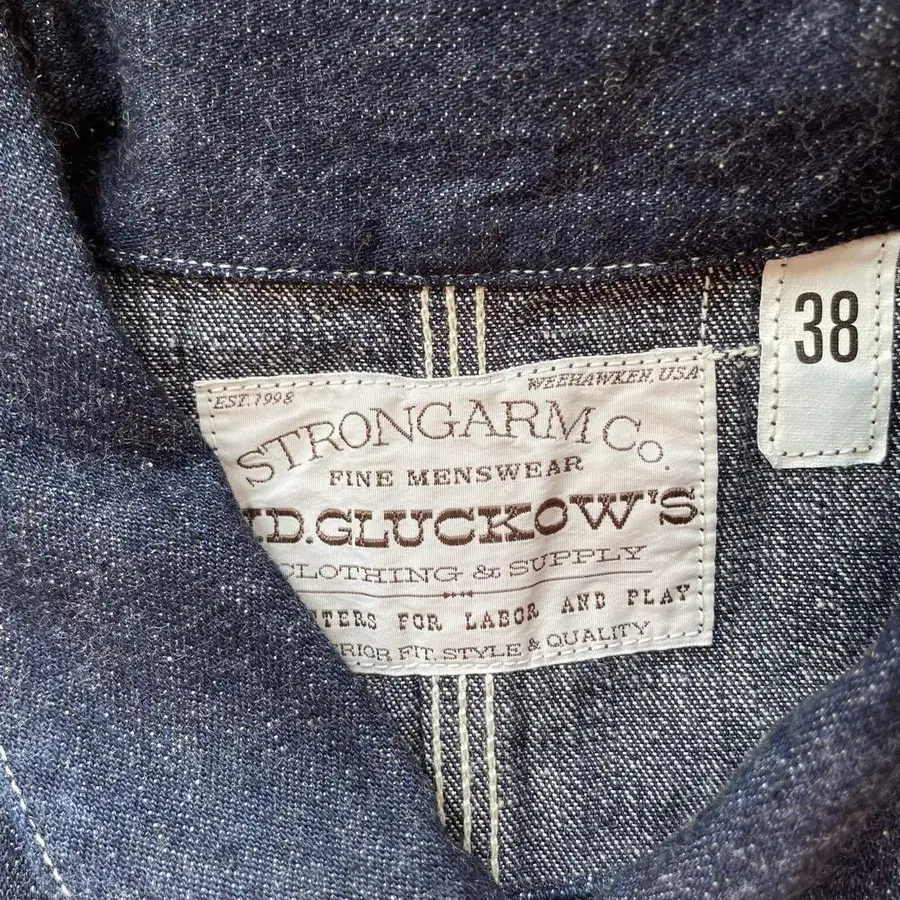 38
EST. 1998
WEEHAWKEN, USA
STRONGARM CO.
FINE MENSWEAR
.D.GLUCKOW'S
CLOTHING & SUPPLY
FOR LABOR AND PLAY
FIT, STYLE & QUALITY